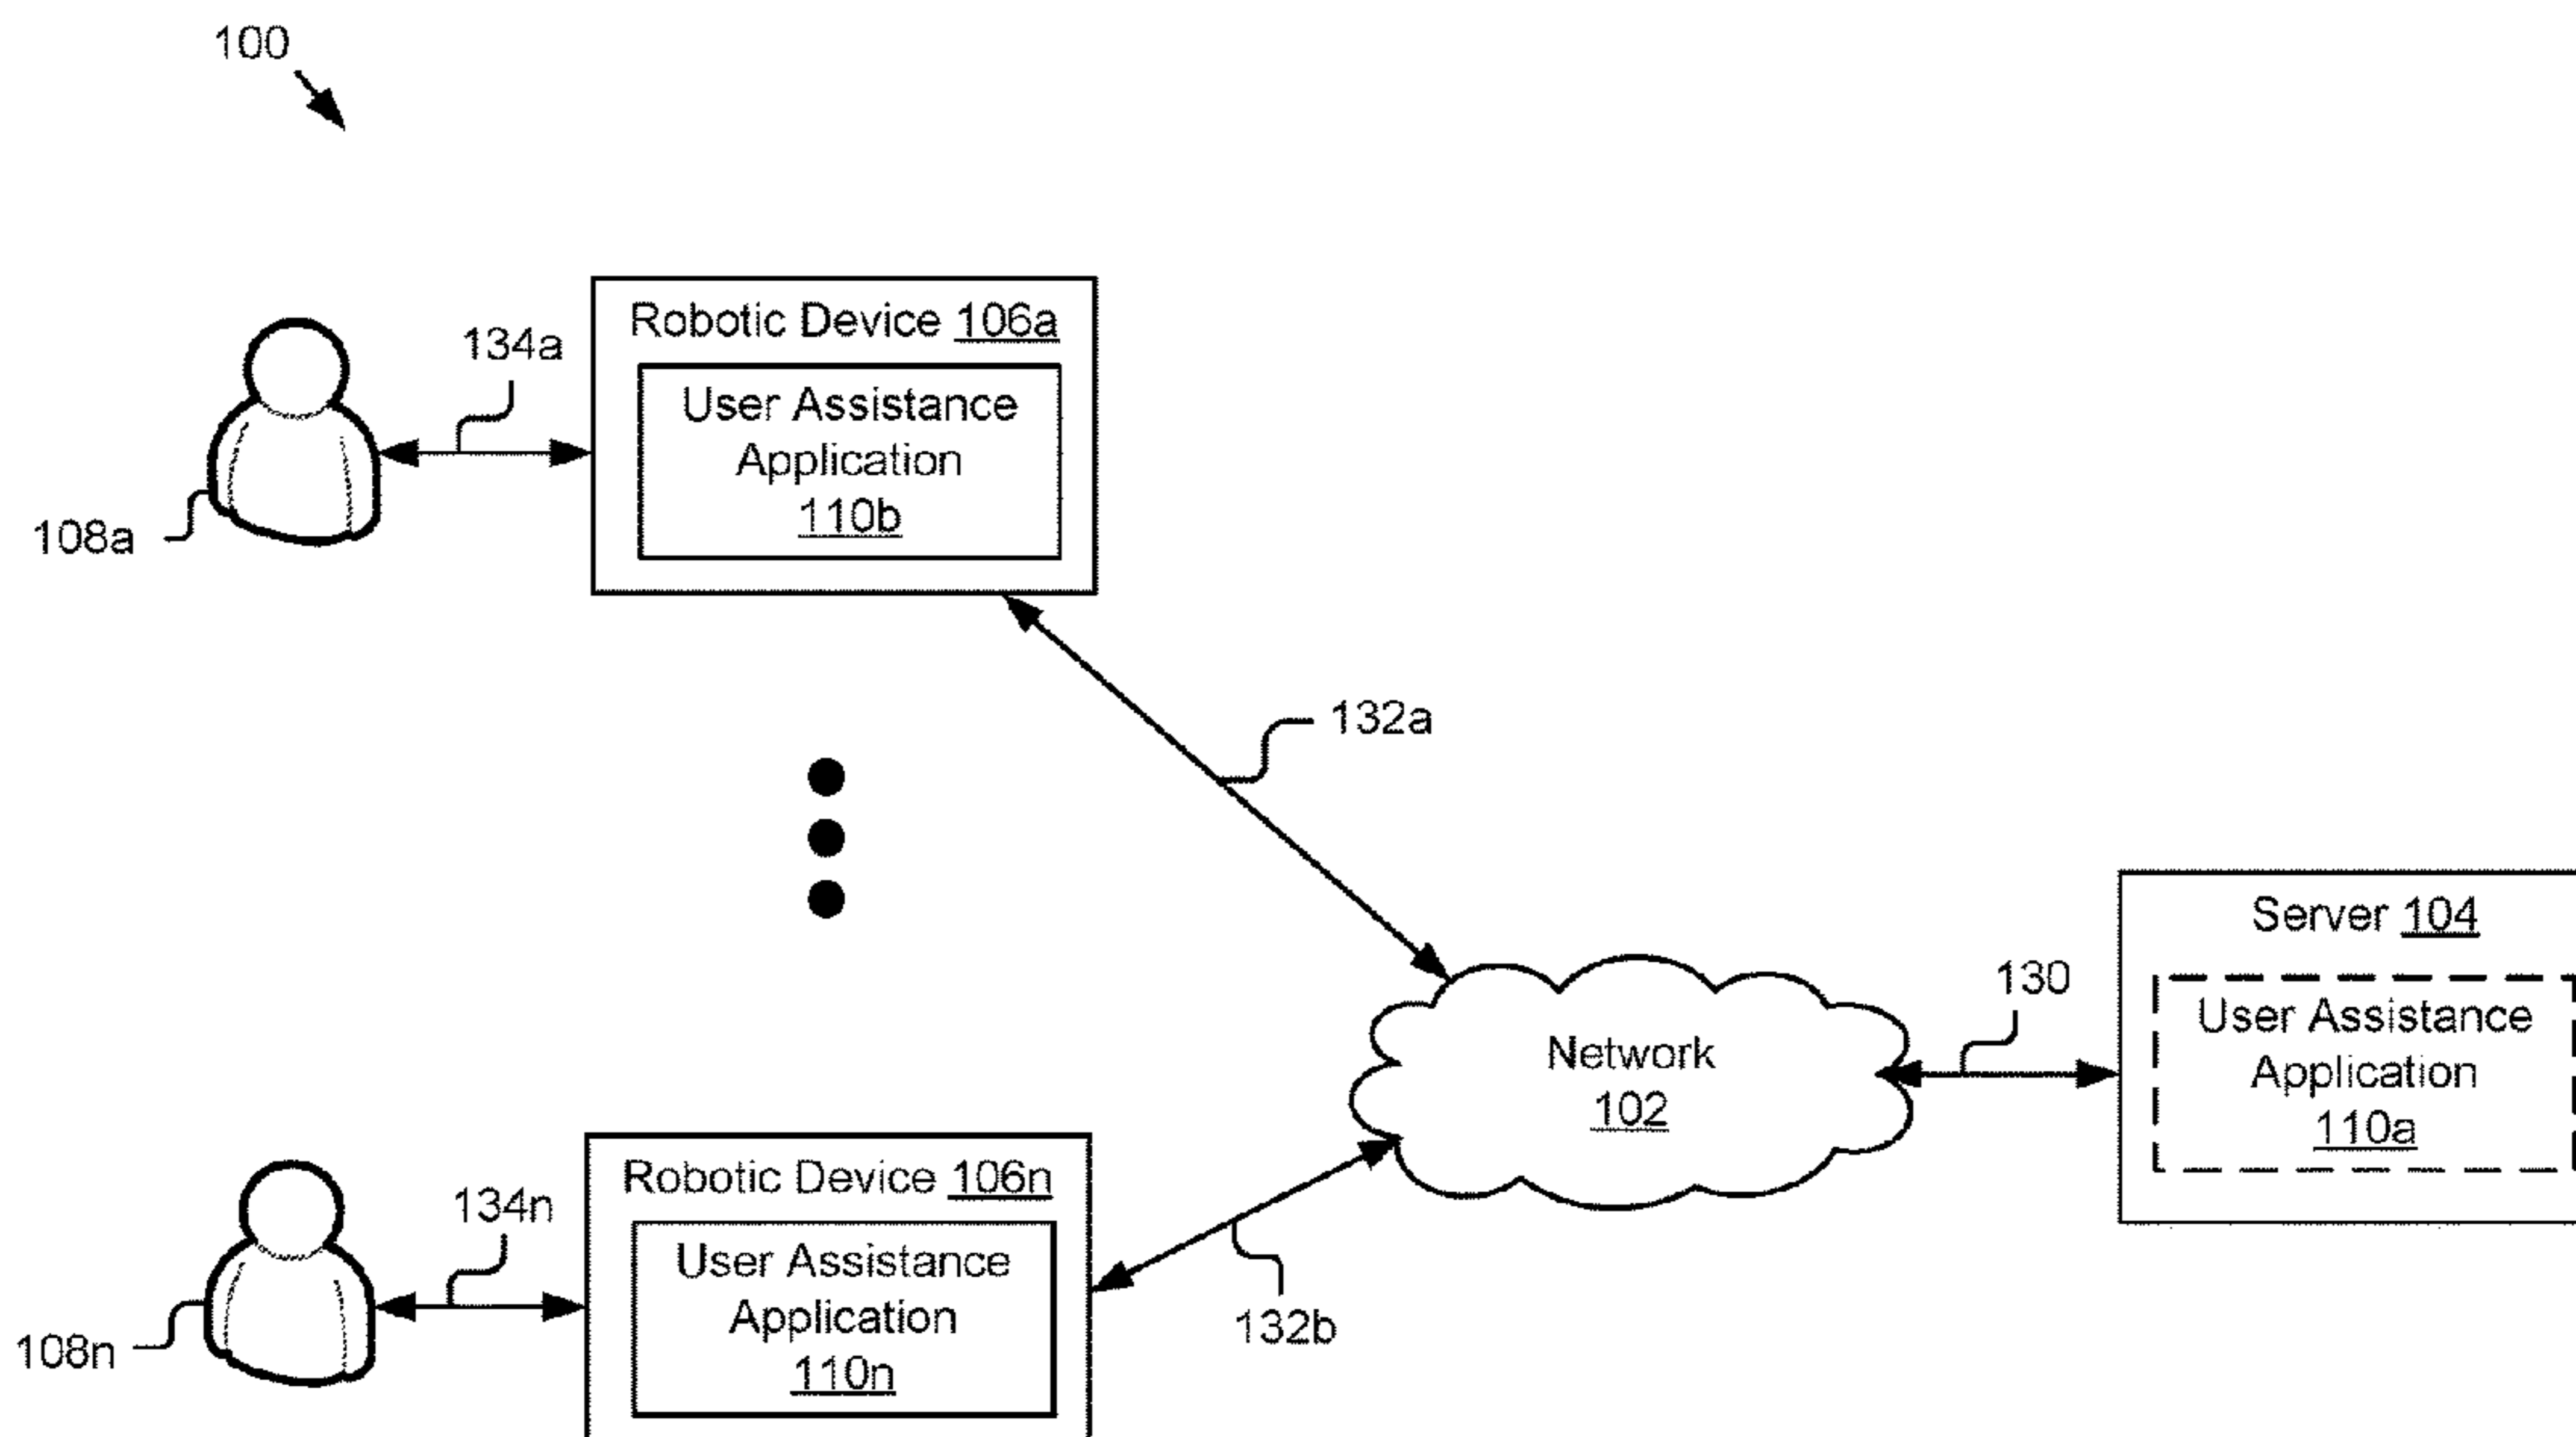 100
Robotic Device 106a
134a
User Assistance
Application
110b
108a
132a
Server 104
130
User Assistance
Application
110a
Network
102
Robotic Device 106n
134n
User Assistance
Application
110n
108n
132b